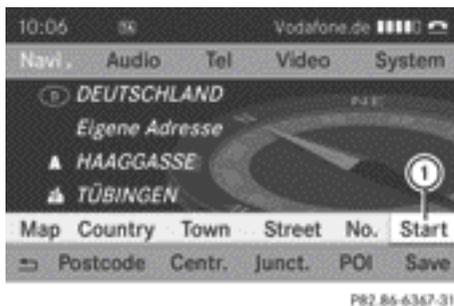 10:06 Vodafone.de
Navi. Audio Tel Video System
D DEUTSCHLAND
Eigene Adresse
NE
HAAGGASSE
1
TÜBINGEN
Map Country Town Street No. Start
Postcode Centr. Junct. POI Save
P82.86-6367-31